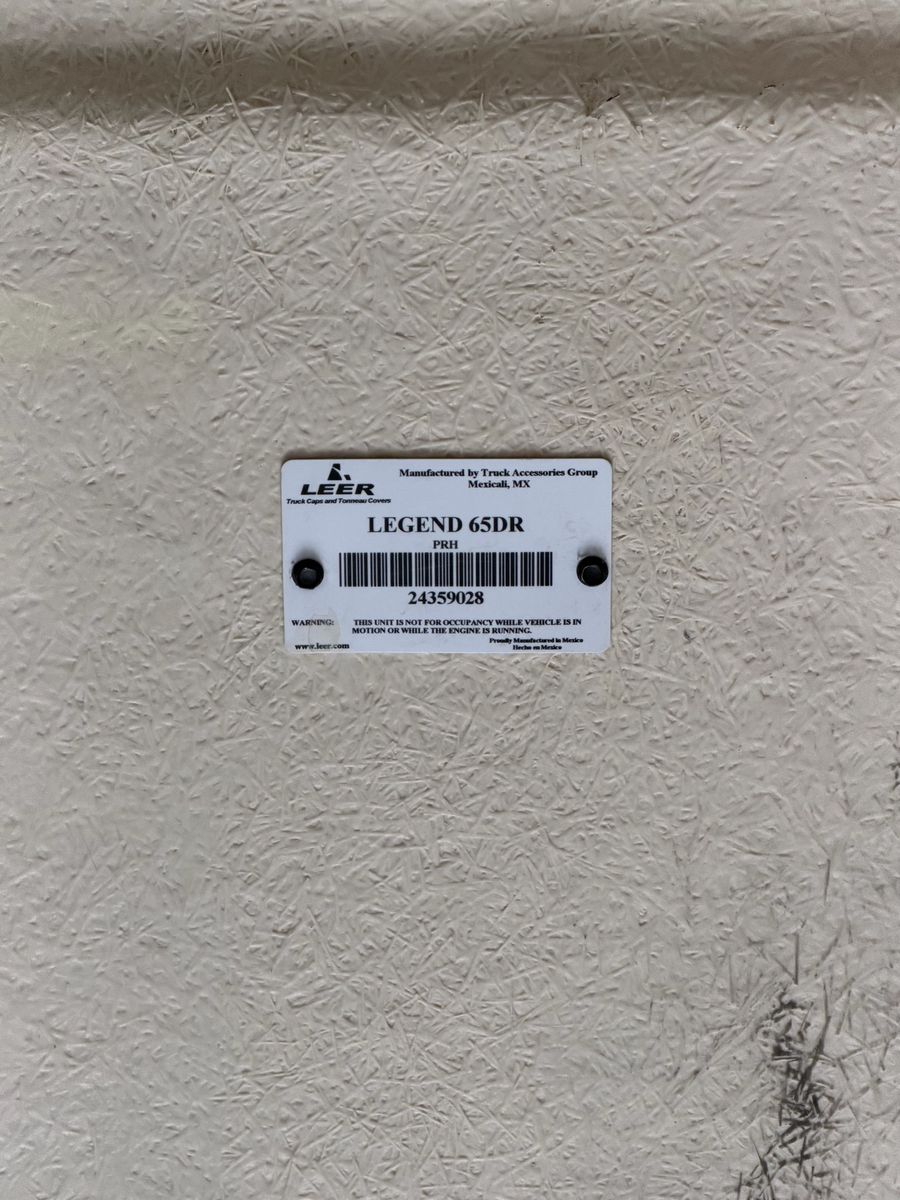 LEER
Truck Caps and Tonneau Covers
Manufactured by Truck Accessories Group
Mexicali, MX
LEGEND 65DR
PRH
24359028
WARNING: THIS UNIT IS NOT FOR OCCUPANCY WHILE VEHICLE IS IN
MOTION OR WHILE THE ENGINE IS RUNNING.
www.leer.com
Proudly Manufactured in Mexico
Hecho en Mexico